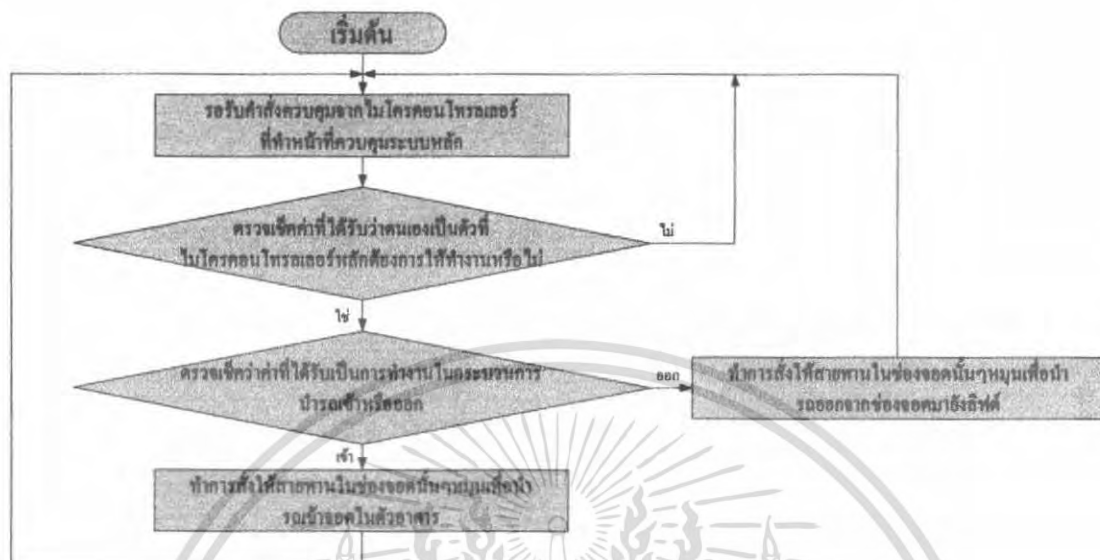 เริ่มต้น
รอรับคำสั่งควบคุมจากไมโครคอนโทรลเลอร์
ที่ทำหน้าที่ควบคุมระบบหลัก
ตรวจเช็คค่าที่ได้รับว่าตนเองเป็นตัวที่
ไมโครคอนโทรลเลอร์หลักต้องการให้ทำงานหรือไม่
ไม่
ใช่
ตรวจเช็คว่าค่าที่ได้รับเป็นการทำงานในกระบวนการ
นำรถเข้าหรือออก
ออก
ทำการสั่งให้สายพานในช่องจอดนั้นๆหมุนเพื่อนำ
รถออกจากช่องจอดมายังลิฟต์
เข้า
ทำการสั่งให้สายพานในช่องจอดนั้นๆหมุนเพื่อนำ
รถเข้าจอดในตัวอาคาร